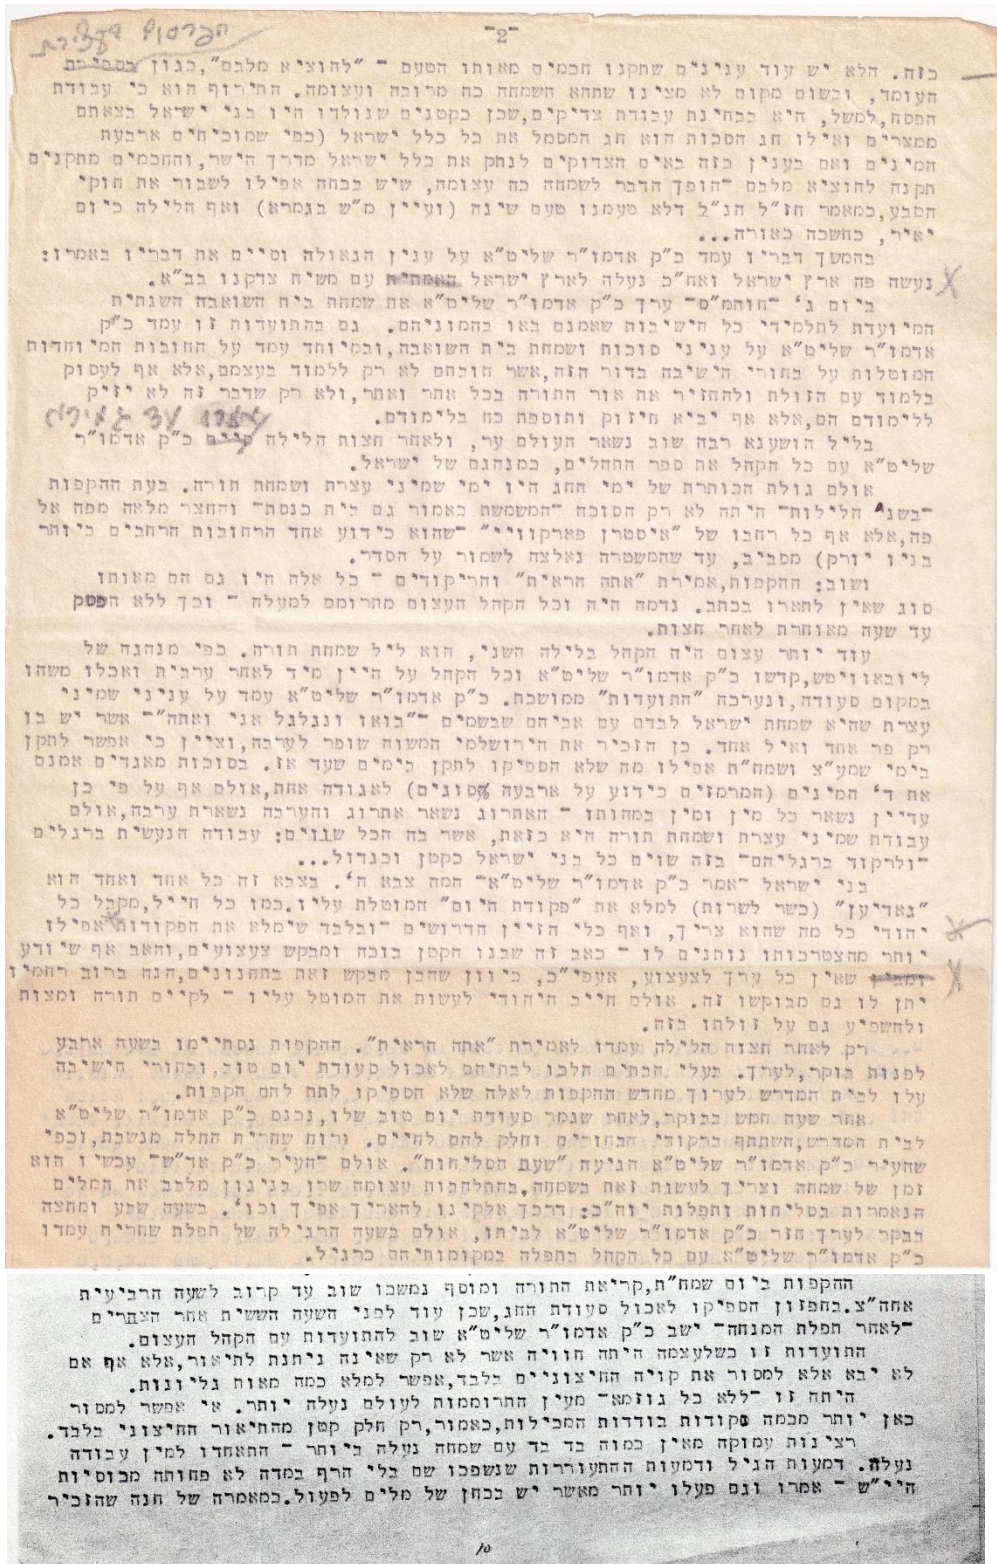 -2-
כזה. הלא יש עוד ענינים שתקנו חכמים מאותו הטעם - "להוציא מלבם", כגון בספירת
העומר, ובשום מקום לא מצינו שתהא השמחה כה מרובה ועצומה. התירוץ הוא כי עבודת
הפסח,למשל, היא בבחינת עבודת צדיקים,שכן כקטנים שנולדו היו בני ישראל בצאתם
ממצרים ואילו חג הסכות הוא חג המסמל את כל כלל ישראל (כפי שמוכיחים ארבעת
המינים ואם בענין כזה באים הצדוקים לנתק את כלל ישראל מדרך הישר,והחכמים מתקנים
תקנה להוציא מלבם -הופך הדבר לשמחה כה עצומה, שיש בכחה אפילו לשבור את חוקי
הטבע,כמאמר חז"ל הנ"ל דלא טעמנו טעם שינה (ועיין מ"ש בגמרא) ואף הלילה כיום
יאיר, כחשכה כאורה...
בהמשך דבריו עמד כ"ק אדמו"ר שליט"א על ענין הגאולה וסיים את דבריו באמרו:
נעשה פה ארץ ישראל ואח"כ נעלה לארץ ישראל האמתית עם משיח צדקנו בב"א.
ביום ג' -חוהמ"ס- ערך כ"ק אדמו"ר שליט"א את שמחת בית השואבה השנתית
המיועדת לתלמידי כל הישיבות שאמנם באו בהמוניהם. גם בהתועדות זו עמד כ"ק
אדמו"ר שליט"א על עניני סוכות ושמחת בית השואבה,ובמיוחד עמד על החובות המיוחדות
המוטלות על בחורי הישיבה בדור הזה,אשר חובתם לא רק ללמוד בעצמם,אלא אף לעסוק
בלמוד עם הזולת ולהחזיר את אור התורה בכל אתר ואתר,ולא רק שדבר זה לא יזיק
ללימודם הם,אלא אף יביא חיזוק ותוספת כח בלימודם.
בליל הושענא רבה שוב נשאר העולם ער, ולאחר חצות הלילה סיים כ"ק אדמו"ר
שליט"א עם כל הקהל את ספר התהלים, כמנהגם של ישראל.
אולם גולת הכותרת של ימי החג היו ימי שמיני עצרת ושמחת תורה. בעת ההקפות
-בשני הלילות- היתה לא רק הסוכה -המשמשת כאמור גם בית כנסת- והחצר מלאה מפה אל
פה,אלא אף כל רחבו של "איסטרן פארקוויי" -שהוא כידוע אחד הרחובות הרחבים ביותר
בניו יורק) מסביב, עד שהמשטרה נאלצה לשמור על הסדר.
ושוב: ההקפות,אמירת "אתה הראית" והריקודים - כל אלה היו גם הם מאותו
סוג שאין לתארו בכתב. נדמה היה וכל הקהל העצום מתרומם למעלה - וכך ללא הפסק
עד שעה מאוחרת לאחר חצות.
עוד יותר עצום היה הקהל בלילה השני, הוא ליל שמחת תורה. כפי מנהגה של
ליובאוויטש,קדשו כ"ק אדמו"ר שליט"א וכל הקהל על היין מיד לאחר ערבית ואכלו משהו
במקום סעודה,ונערכה "התועדות" ממושכת. כ"ק אדמו"ר שליט"א עמד על עניני שמיני
עצרת שהיא שמחת ישראל לבדם עם אביהם שבשמים -"בואו ונגלגל אני ואתה"- אשר יש בו
רק פר אחד ואיל אחד. כן הזכיר את הירושלמי המשוה שופר לערבה,וציין כי אפשר לתקן
בימי שמע"צ ושמח"ת אפילו מה שלא הספיקו לתקן בימים שעד אז. בסוכות מאגדים אמנם
את ד' המינים (המרמזים כידוע על ארבעה סוגים) לאגודה אחת,אולם אף על פי כן
עדיין נשאר כל מין ומין במהותו - האתרוג נשאר אתרוג והערבה נשארת ערבה,אולם
עבודת שמיני עצרת ושמחת תורה היא כזאת, אשר בה הכל שווים: עבודה הנעשית ברגלים
-ולרקוד ברגליהם- בזה שוים כל בני ישראל כקטן וכגדול...
בני ישראל -אמר כ"ק אדמו"ר שליט"א- המה צבא ה'. בצבא זה כל אחד ואחד הוא
"גאדיען" (כשר לשרות) למלא את "פקודת היום" המוטלת עליו.כמו כל חייל,מקבל כל
יהודי כל מה שהוא צריך, ואף כלי הזיין הדרושים -ובלבד שימלא את הפקודות אפילו
יותר מהצטרכותו נותנים לו - כאב זה שבנו הקטן בוכה ומבקש צעצועים,והאב אף שיודע
ומבין שאין כל ערך לצעצוע, אעפי"כ, כיוון שהבן מבקש זאת בתחנונים,הנה ברוב רחמיו
יתן לו גם מבוקשו זה. אולם חייב היהודי לעשות את המוטל עליו - לקיים תורה ומצות
ולהשפיע גם על זולתו בזה.
רק לאחר חצות הלילה עמדו לאמירת "אתה הראית". ההקפות נסתיימו בשעה ארבע
לפנות בוקר,לערך. בעלי הבתים הלכו לבתיהם לאכול סעודת יום טוב,ובחורי הישיבה
עלו לבית המדרש לערוך מחדש ההקפות לאלה שלא הספיקו לתת להם הקפות.
אחר שעה חמש בבוקר,לאחר שגמר סעודת יום טוב שלו,נכנס כ"ק אדמו"ר שליט"א
לבית המדרש,השתתף ברקודי הבחורים וחלק להם לחיים. ורוח שחרית החלה מנשבת,וכפי
שהעיר כ"ק אדמו"ר שליט"א הגיעה "שעת הסליחות". אולם -העיר כ"ק אד"ש- עכשיו הוא
זמן של שמחה וצריך לעשות זאת בשמחה.בהתלהבות עצומה שרו בניגון מלבב את המלים
הנאמרות בסליחות ותפלות יוה"כ: דרכך אלקינו להאריך אפיך וכו'. בשעה שבע ומחצה
בבקר לערך חזר כ"ק אדמו"ר שליט"א לביתו, אולם בשעה הרגילה של תפלת שחרית עמדו
כ"ק אדמו"ר שליט"א עם כל הקהל בתפלה במקומותיהם כרגיל.
ההקפות ביום שמח"ת,קריאת התורה ומוסף נמשכו שוב עד קרוב לשעה הרביעית
אחה"צ.בחפזון הספיקו לאכול סעודת החג,שכן עוד לפני השעה הששית אחר הצהרים
-לאחר תפלת המנחה- ישב כ"ק אדמו"ר שליט"א שוב להתועדות עם הקהל העצום.
התועדות זו כשלעצמה היתה חוויה אשר לא רק שאינה ניתנת לתיאור,אלא אף אם
לא יבא אלא למסור את קויה החיצוניים בלבד,אפשר למלא כמה מאות גליונות.
היתה זו -ללא כל גוזמא- מעין התרוממות לעולם נעלה יותר. אי אפשר למסור
כאן יותר מכמה נקודות בודדות המכילות,כאמור,רק חלק קטן מהתיאור החיצוני בלבד.
רצינות עמוקה מאין כמוה בד בד עם שמחה נעלה ביותר - התאחדו למין עבודה
נעלה. דמעות הגיל ודמעות ההתעוררות שנשפכו שם בלי הרף במדה לא פחותה מכוסיות
היי"ש - אמרו וגם פעלו יותר מאשר יש בכחן של מלים לפעול.כמאמרה של חנה שהזכיר
10